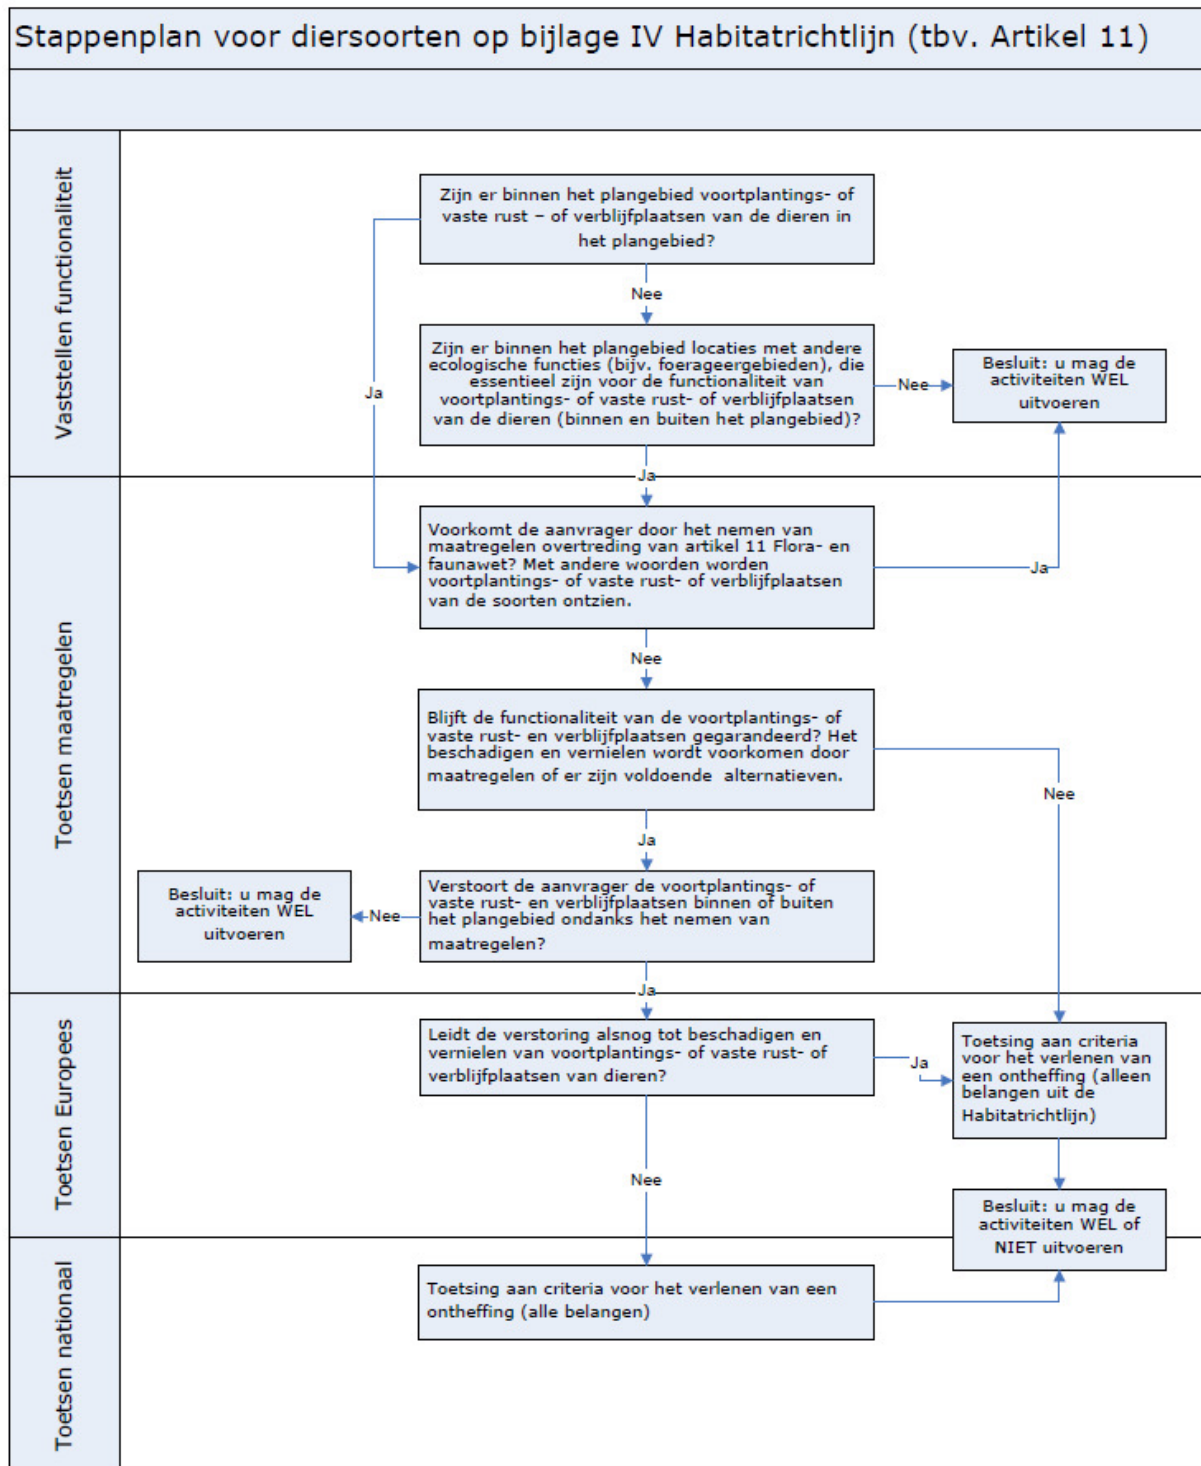 Stappenplan voor diersoorten op bijlage IV Habitatrichtlijn (tbv. Artikel 11)
Vaststellen functionaliteit
Zijn er binnen het plangebied voortplantings- of
vaste rust – of verblijfplaatsen van de dieren in
het plangebied?
Nee
Ja
Zijn er binnen het plangebied locaties met andere
ecologische functies (bijv. foerageergebieden), die
essentieel zijn voor de functionaliteit van
voortplantings- of vaste rust- of verblijfplaatsen
van de dieren (binnen en buiten het plangebied)?
Nee
Besluit: u mag de
activiteiten WEL
uitvoeren
Ja
Toetsen maatregelen
Voorkomt de aanvrager door het nemen van
maatregelen overtreding van artikel 11 Flora- en
faunawet? Met andere woorden worden
voortplantings- of vaste rust- of verblijfplaatsen
van de soorten ontzien.
Ja
Nee
Blijft de functionaliteit van de voortplantings- of
vaste rust- en verblijfplaatsen gegarandeerd? Het
beschadigen en vernielen wordt voorkomen door
maatregelen of er zijn voldoende alternatieven.
Nee
Ja
Verstoort de aanvrager de voortplantings- of
vaste rust- en verblijfplaatsen binnen of buiten
het plangebied ondanks het nemen van
maatregelen?
Nee
Besluit: u mag de
activiteiten WEL
uitvoeren
Ja
Toetsen Europees
Leidt de verstoring alsnog tot beschadigen en
vernielen van voortplantings- of vaste rust- of
verblijfplaatsen van dieren?
Ja
Toetsing aan criteria
voor het verlenen van
een ontheffing (alleen
belangen uit de
Habitatrichtlijn)
Nee
Besluit: u mag de
activiteiten WEL of
NIET uitvoeren
Toetsen nationaal
Toetsing aan criteria voor het verlenen van een
ontheffing (alle belangen)